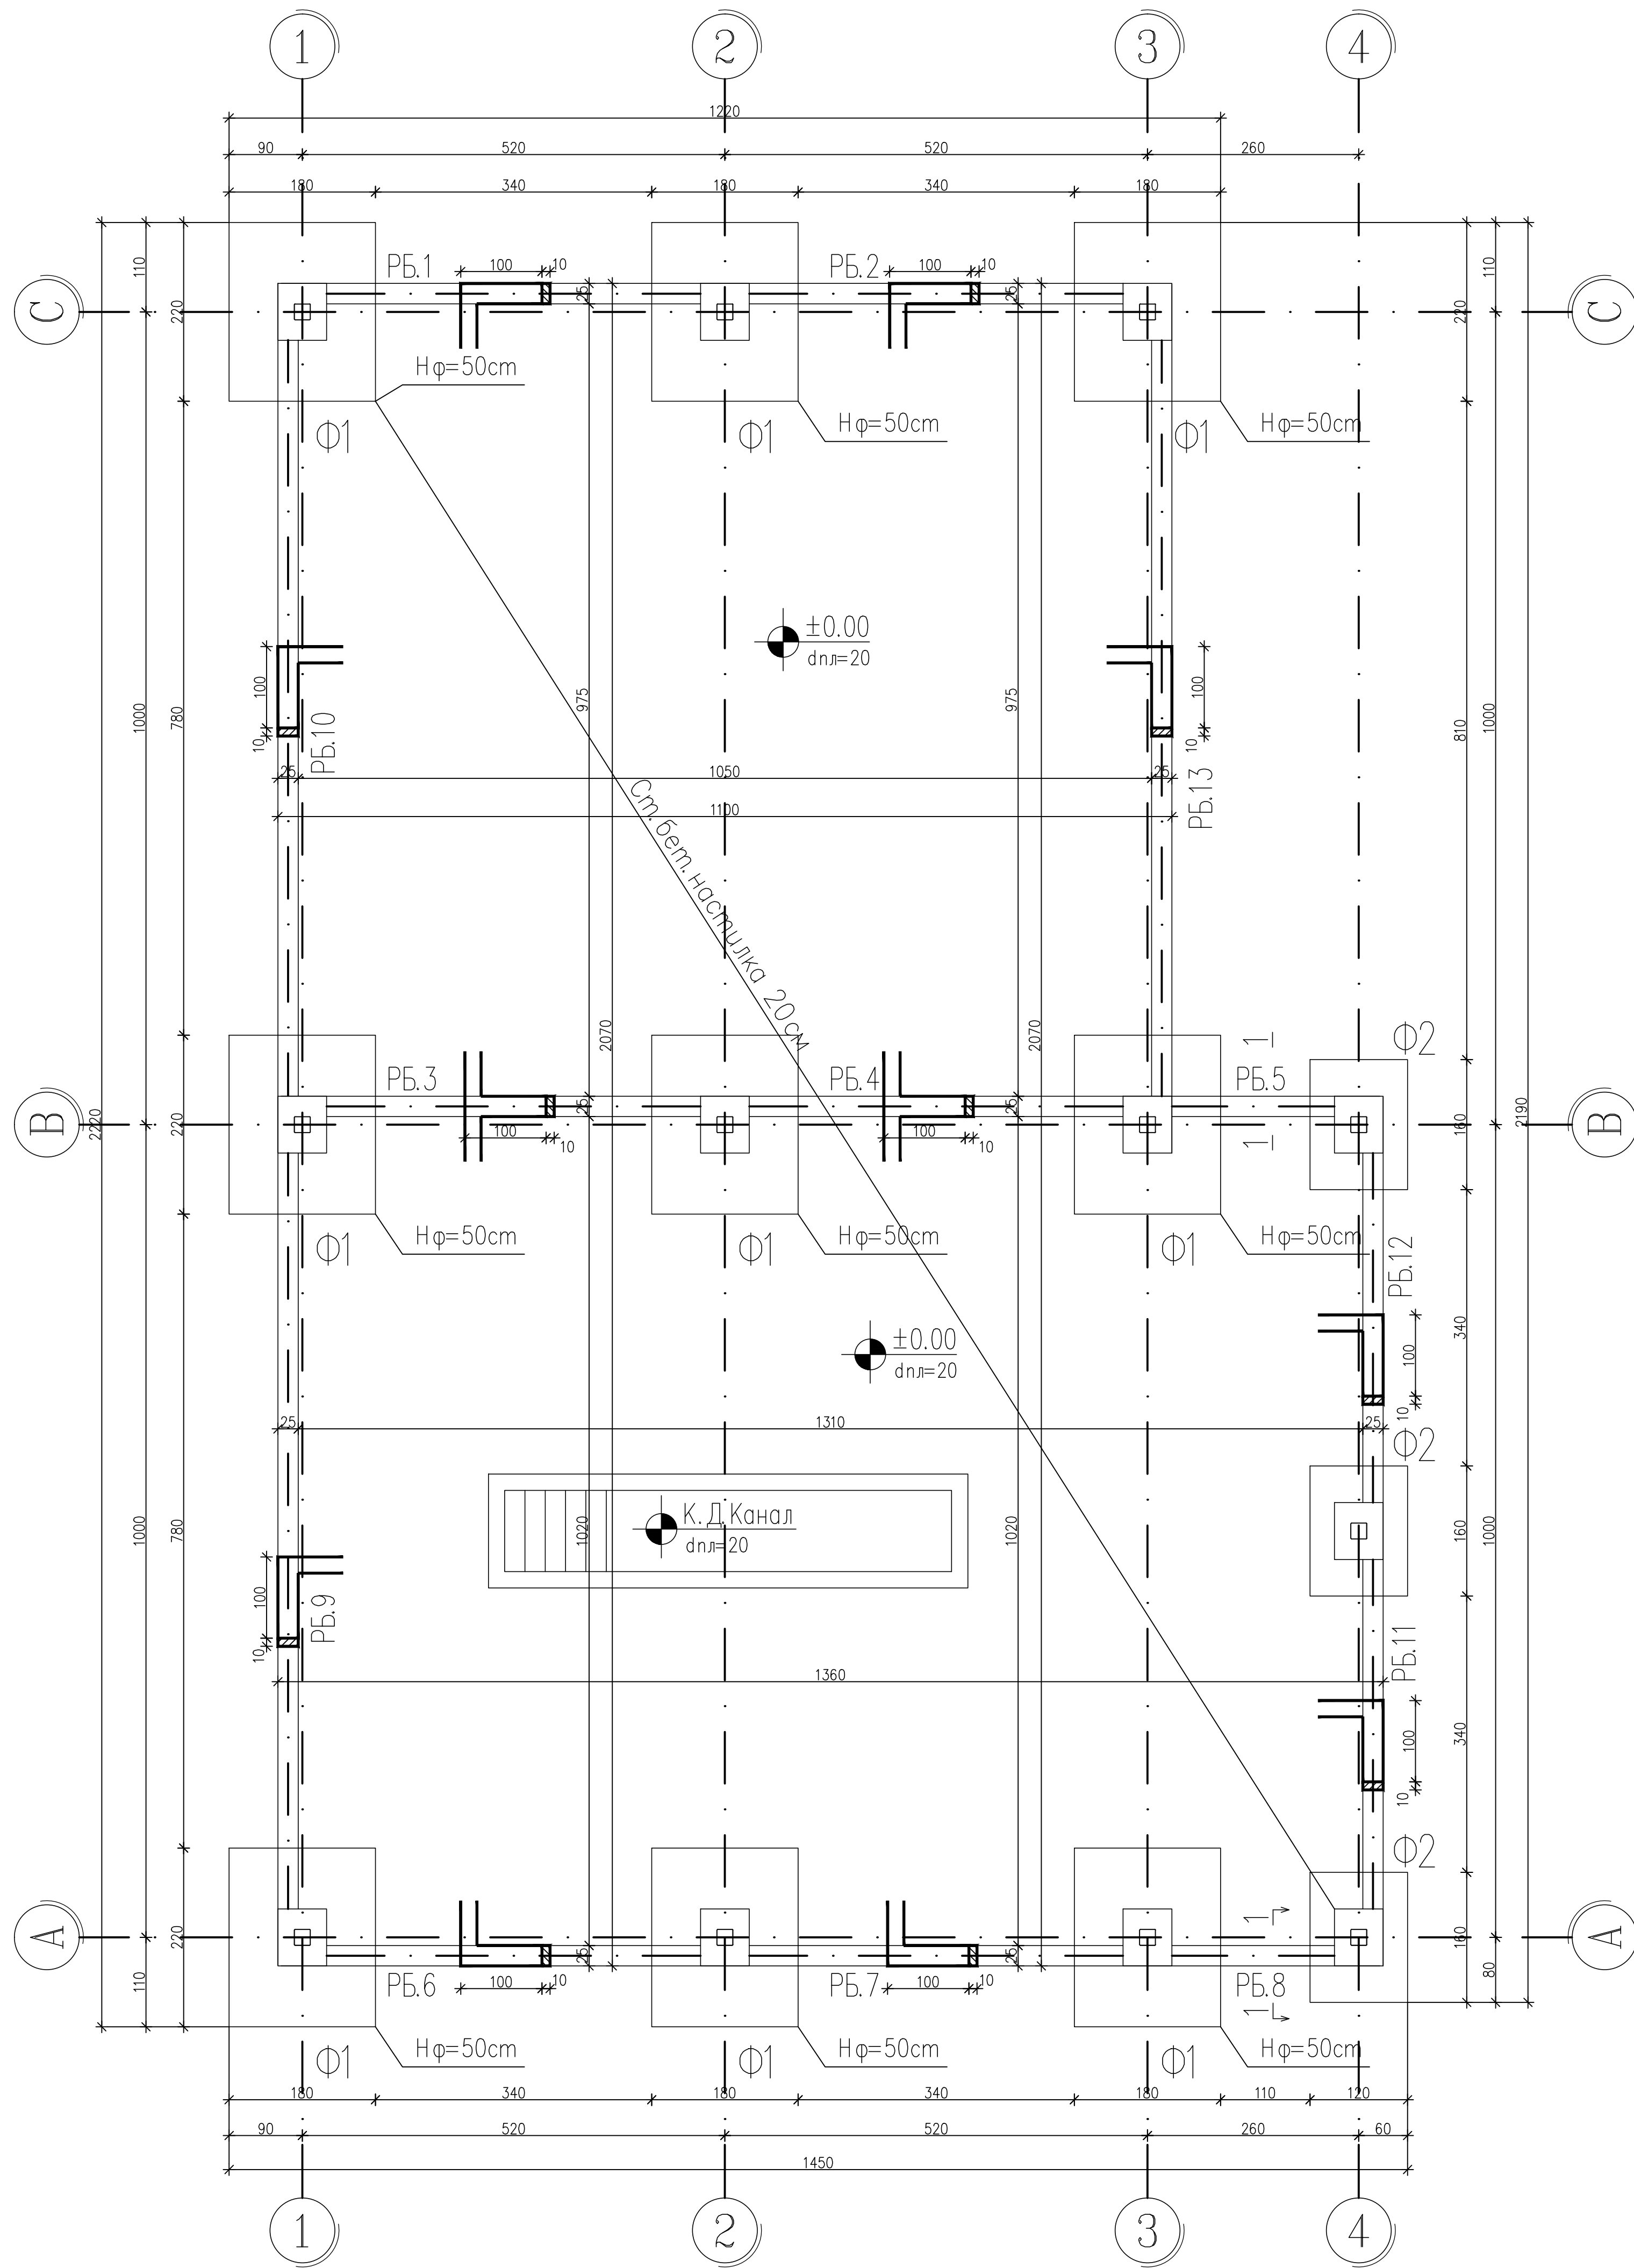 1 2 3 4
1220
90 520 520 260
180 340 180 340 180
110 110
РБ.1 100 10 РБ.2 100 10
25 25
C C
220 220
Hφ=50cm
Hφ=50cm Hφ=50cm
Ф1 Ф1 Ф1
±0.00
dпл=20
100 100
1000 780 975 975 810 1000
10 10
РБ.10 РБ.13
25 1050 25
1100
Ст. бет. настилка 20см
2070 2070
1 Ф2
РБ.3 РБ.4 РБ.5
25 25
2220 B 220 160 2190 B
100 10 100 10 1
Hφ=50cm Hφ=50cm Hφ=50cm
Ф1 Ф1 Ф1
РБ.12
±0.00
dпл=20
340
100
10
25 1310 25
Ф2
К.Д.Канал
dпл=20
1000 780 1020 1020 160 1000
100
10
РБ.9
РБ.11
1360
340
100
10
Ф2
1
A 220 25 25 160 A
110 80
РБ.6 100 10 РБ.7 100 10 РБ.8
1
Hφ=50cm Hφ=50cm Hφ=50cm
Ф1 Ф1 Ф1
180 340 180 340 180 110 120
90 520 520 260 60
1450
1 2 3 4